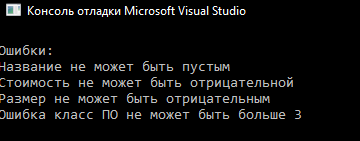 Консоль отладки Microsoft Visual Studio
Ошибки:
Название не может быть пустым
Стоимость не может быть отрицательной
Размер не может быть отрицательным
Ошибка класс ПО не может быть больше 3